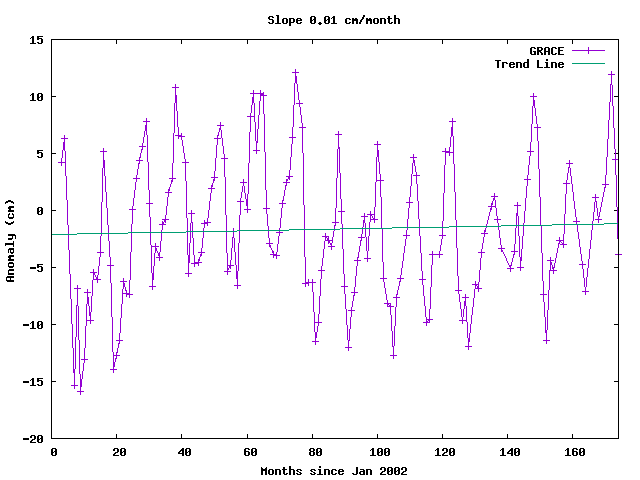 Slope 0.01 cm/month
GRACE
Trend Line
15
10
5
0
-5
-10
-15
-20
Anomaly (cm)
0 20 40 60 80 100 120 140 160
Months since Jan 2002